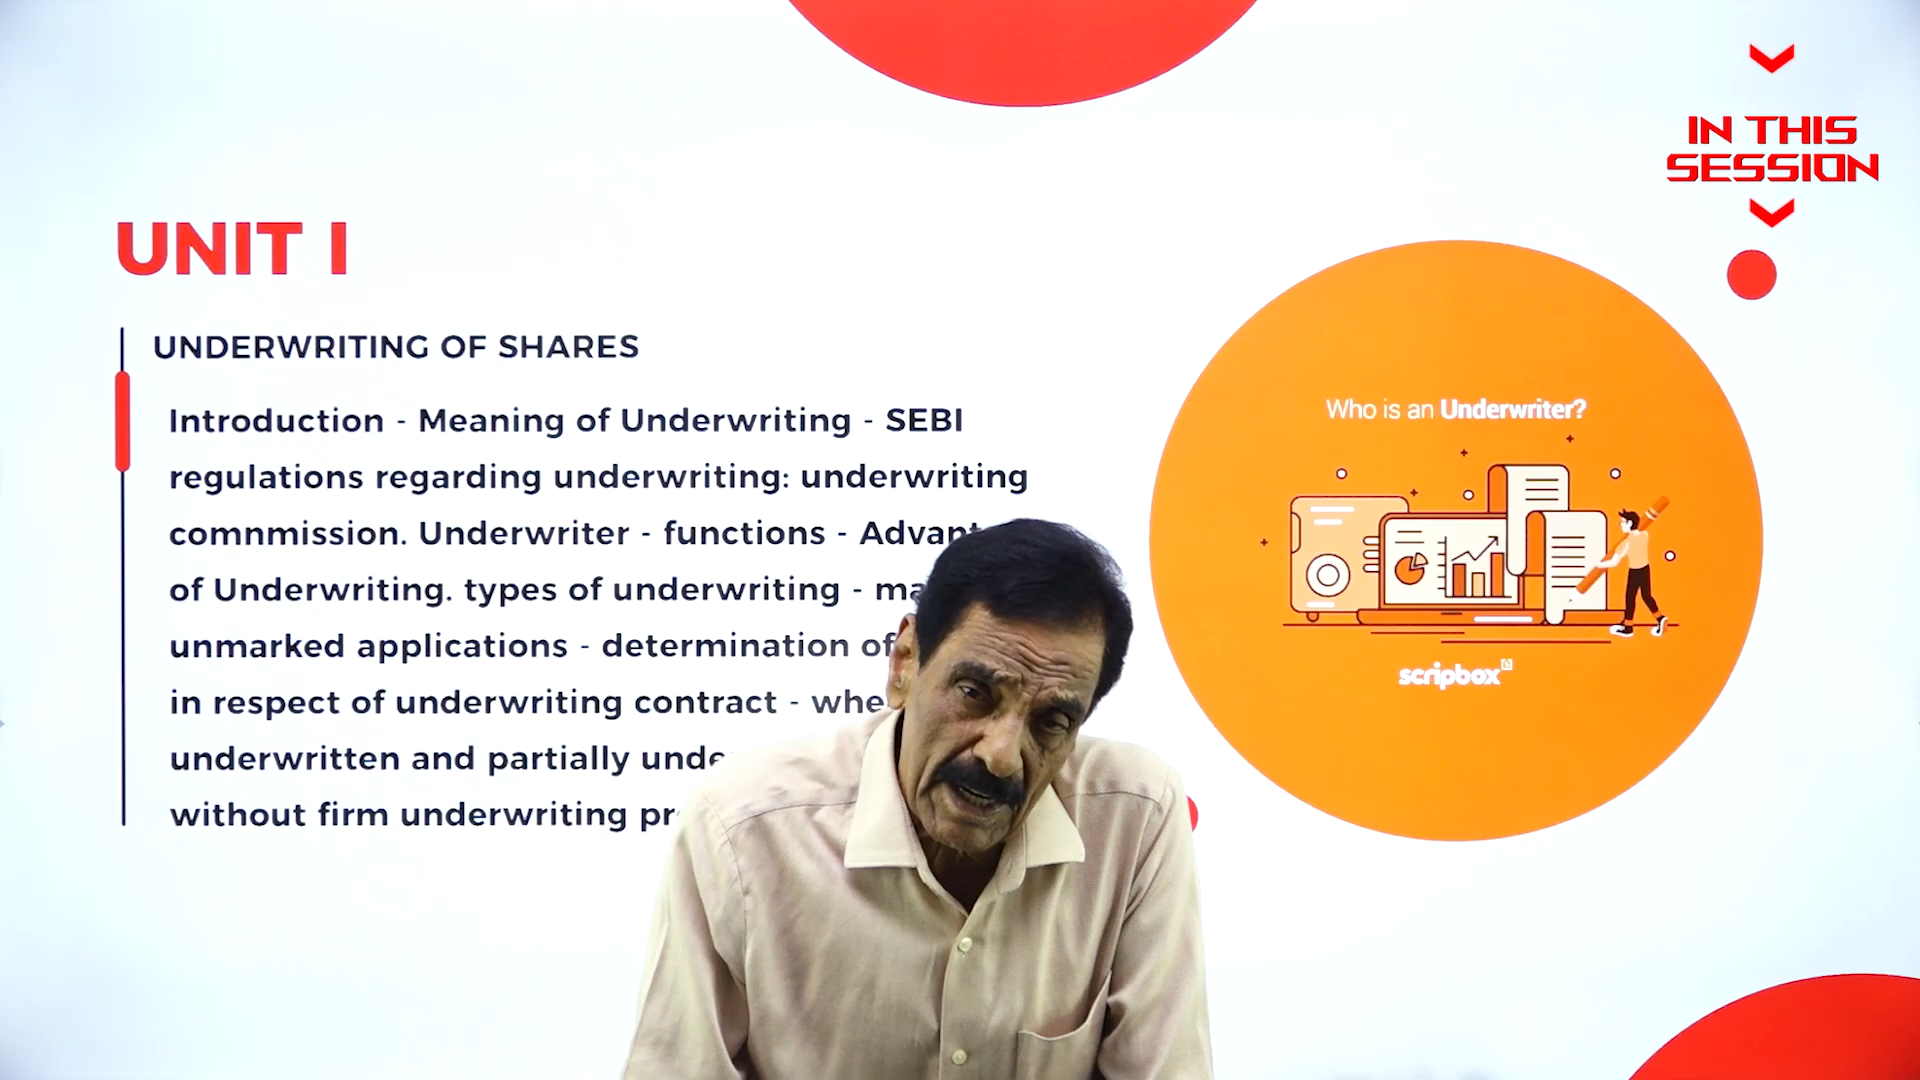 IN THIS
SESSION
UNIT I
UNDERWRITING OF SHARES
Introduction - Meaning of Underwriting - SEBI
regulations regarding underwriting: underwriting
comnmission. Underwriter - functions -
of Underwriting. types of underwriting -
unmarked applications - determination of
in respect of underwriting contract -
underwritten and partially
without firm underwriting
Who is an Underwriter?
scripbox